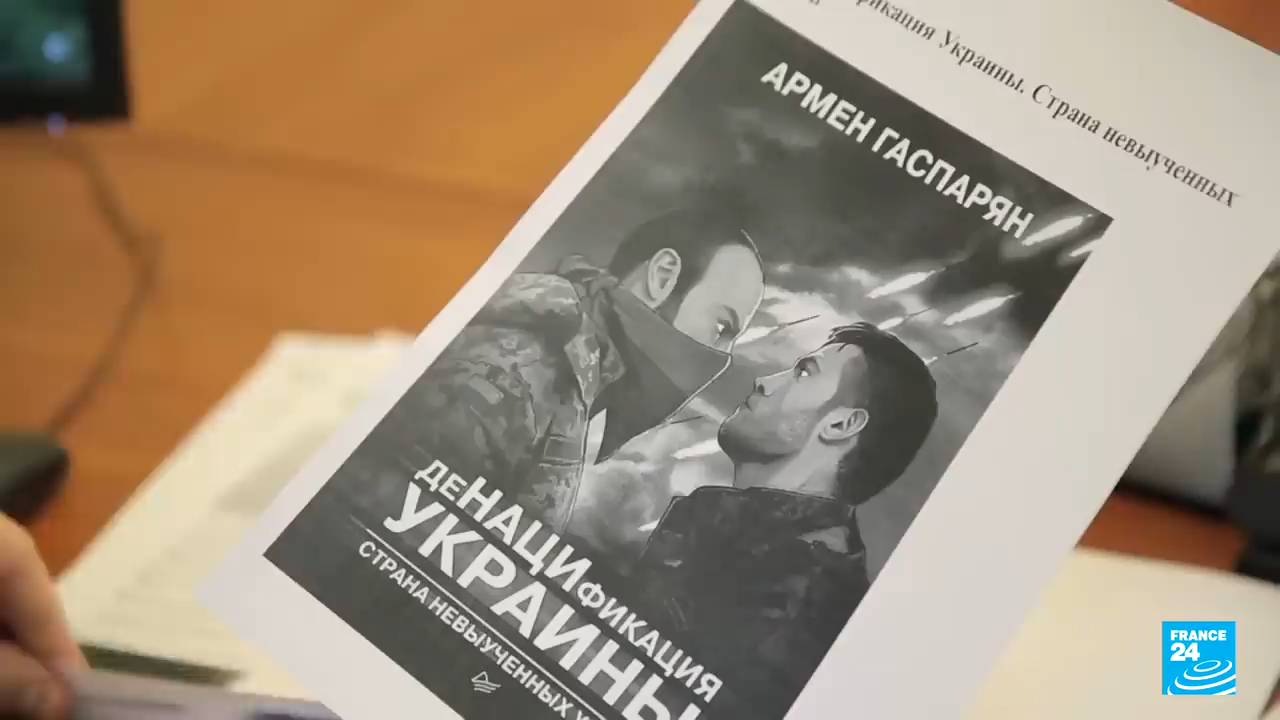 фикация Украины. Страна невыученных
АРМЕН ГАСПАРЯН
ДЕНАЦИФИКАЦИЯ
УКРАИНЫ
СТРАНА НЕВЫУЧЕННЫХ У
FRANCE
24